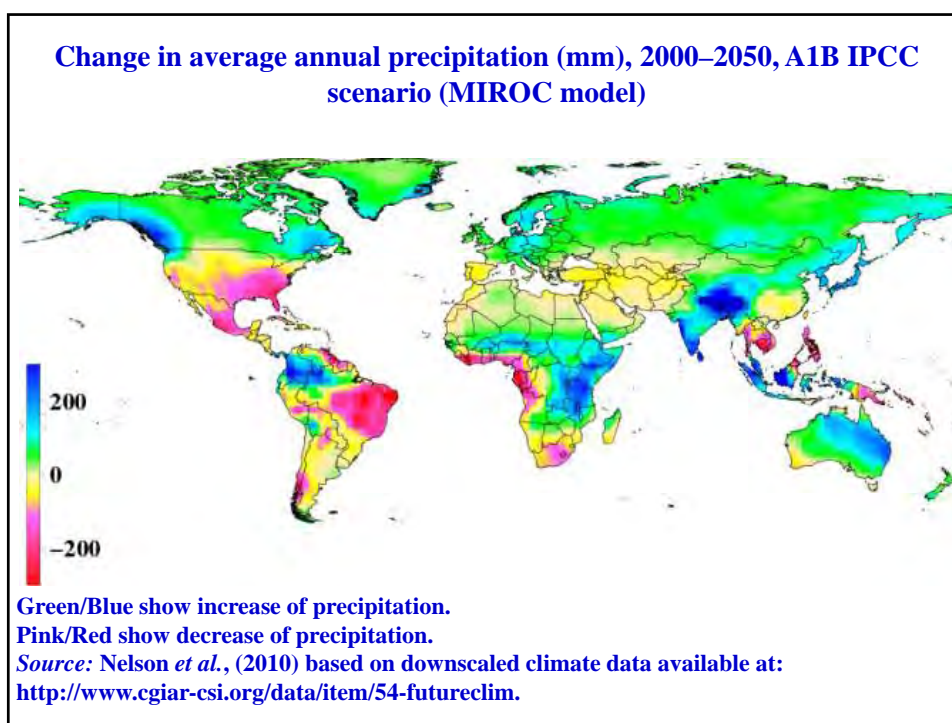 Change in average annual precipitation (mm), 2000–2050, A1B IPCC
scenario (MIROC model)
200
0
−200
Green/Blue show increase of precipitation.
Pink/Red show decrease of precipitation.
Source: Nelson et al., (2010) based on downscaled climate data available at:
http://www.cgiar-csi.org/data/item/54-futureclim.